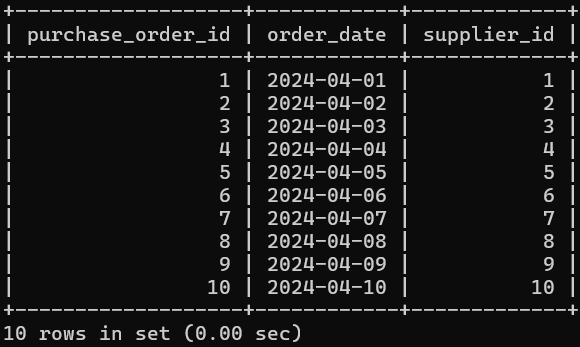 +-------------------+------------+-------------+
| purchase_order_id | order_date | supplier_id |
+-------------------+------------+-------------+
|                 1 | 2024-04-01 |           1 |
|                 2 | 2024-04-02 |           2 |
|                 3 | 2024-04-03 |           3 |
|                 4 | 2024-04-04 |           4 |
|                 5 | 2024-04-05 |           5 |
|                 6 | 2024-04-06 |           6 |
|                 7 | 2024-04-07 |           7 |
|                 8 | 2024-04-08 |           8 |
|                 9 | 2024-04-09 |           9 |
|                10 | 2024-04-10 |          10 |
+-------------------+------------+-------------+
10 rows in set (0.00 sec)